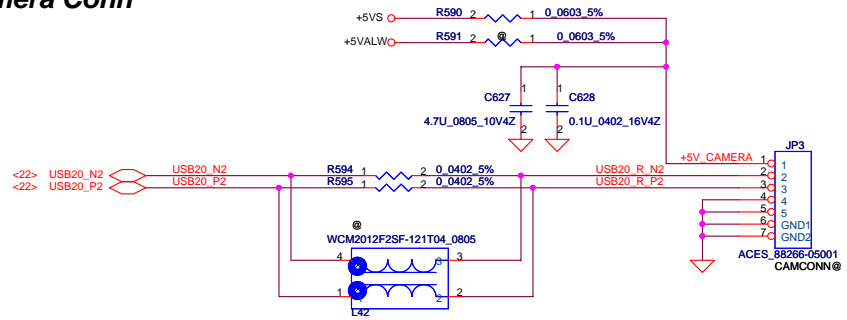 mera Conn
+5VS R590 2 1 0_0603_5%
+5VALW R591 2 @ 1 0_0603_5%
1 1
C627 C628
4.7U_0805_10V4Z 2 2 0.1U_0402_16V4Z
JP3
+5V_CAMERA 1 1
<22> USB20_N2 USB20_N2 R594 1 2 0_0402_5% USB20_R_N2 2 2
<22> USB20_P2 USB20_P2 R595 1 2 0_0402_5% USB20_R_P2 3 3
4 4
5 5
6 GND1
7 GND2
@
WCM2012F2SF-121T04_0805
ACES_88266-05001
CAMCONN@
4 3 3
1 2 2
L42